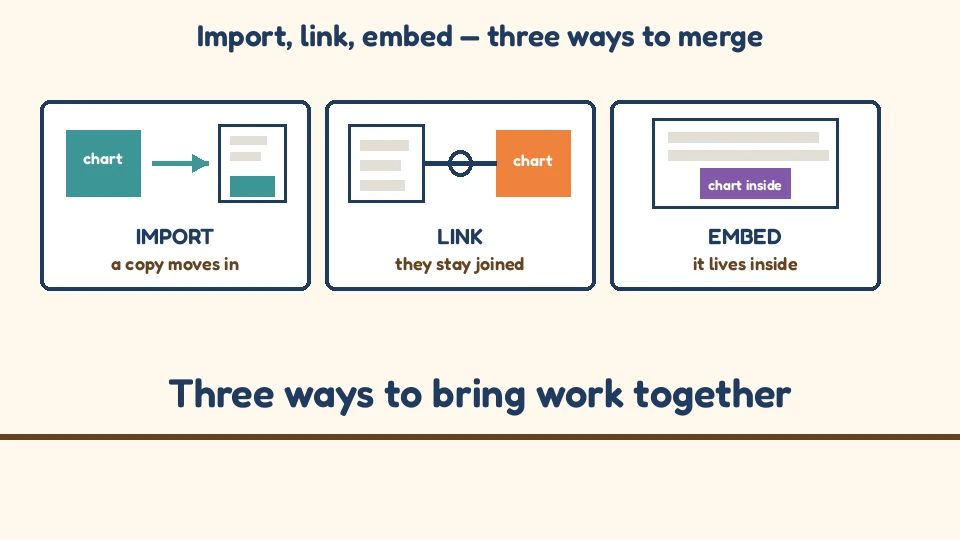 Import, link, embed — three ways to merge
chart
IMPORT
a copy moves in
chart
LINK
they stay joined
chart inside
EMBED
it lives inside
Three ways to bring work together